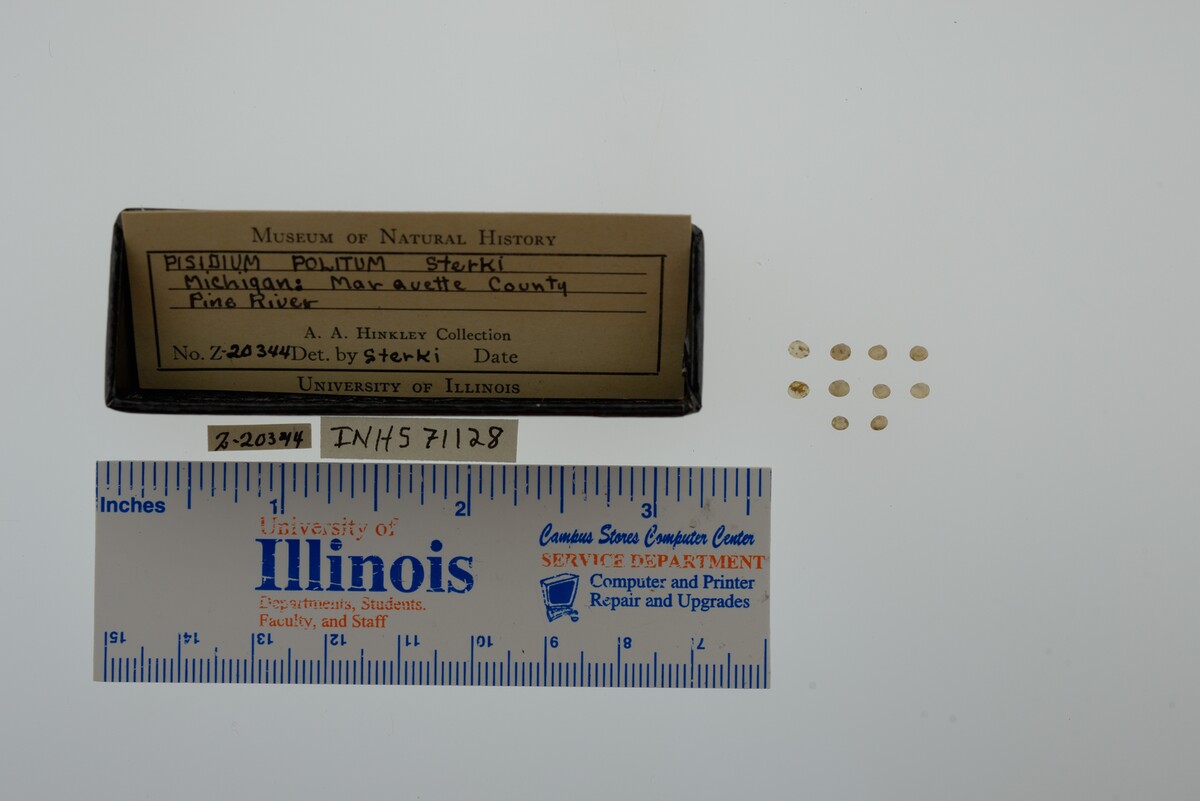 MUSEUM OF NATURAL HISTORY
PISIDIUM POLITUM Sterki
Michigan: Marquette County
Pine River
A. A. HINKLEY Collection
No. Z-20344 Det. by Sterki Date
UNIVERSITY OF ILLINOIS
Z-20344
INHS 71128
Inches 1 2 3
University of
Illinois
Departments, Students,
Faculty, and Staff
Campus Stores Computer Center
SERVICE DEPARTMENT
Computer and Printer
Repair and Upgrades
15 14 13 12 11 10 9 8 7